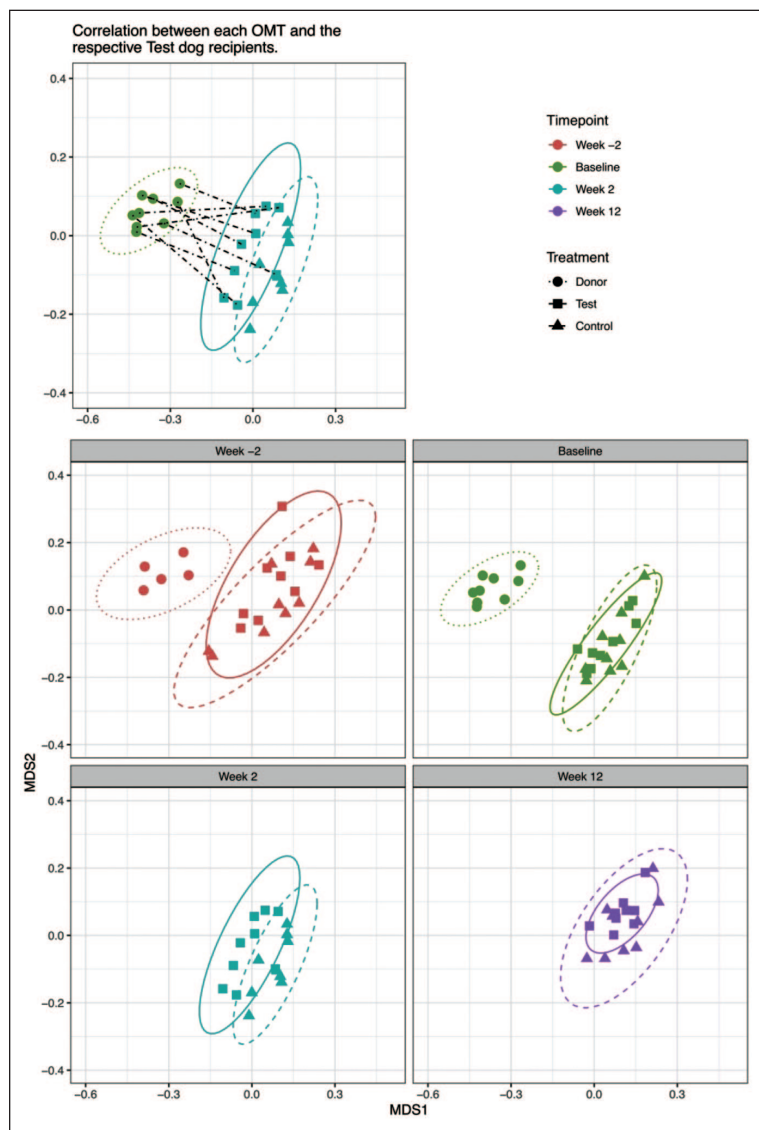 Correlation between each OMT and the
respective Test dog recipients.
0.4
0.2
0.0
−0.2
−0.4
−0.6
−0.3
0.0
0.3
Timepoint
Week −2
Baseline
Week 2
Week 12
Treatment
Donor
Test
Control
Week −2
Baseline
0.4
0.2
0.0
−0.2
−0.4
MDS2
Week 2
Week 12
0.4
0.2
0.0
−0.2
−0.4
−0.6
−0.3
0.0
0.3
−0.6
−0.3
0.0
0.3
MDS1